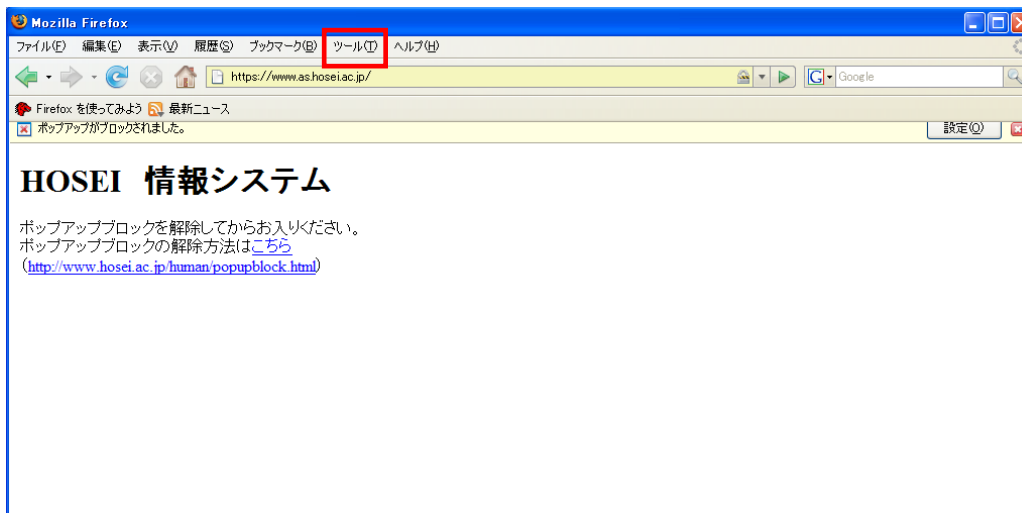 Mozilla Firefox
ファイル(F) 編集(E) 表示(V) 履歴(S) ブックマーク(B) ツール(T) ヘルプ(H)
https://www.as.hosei.ac.jp/ G Google
Firefox を使ってみよう 最新ニュース
ポップアップがブロックされました。 設定(O)
HOSEI 情報システム
ポップアップブロックを解除してからお入りください。
ポップアップブロックの解除方法はこちら
(http://www.hosei.ac.jp/human/popupblock.html)